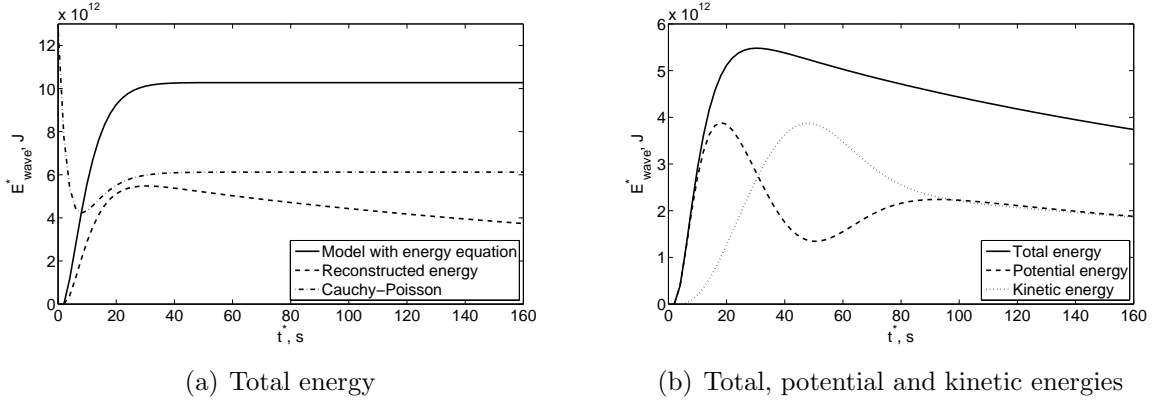 x 10^12
12
10
8
6
4
2
0
0 20 40 60 80 100 120 140 160
E*wave, J
t*, s
Model with energy equation
Reconstructed energy
Cauchy−Poisson
(a) Total energy
x 10^12
6
5
4
3
2
1
0
0 20 40 60 80 100 120 140 160
E*wave, J
t*, s
Total energy
Potential energy
Kinetic energy
(b) Total, potential and kinetic energies